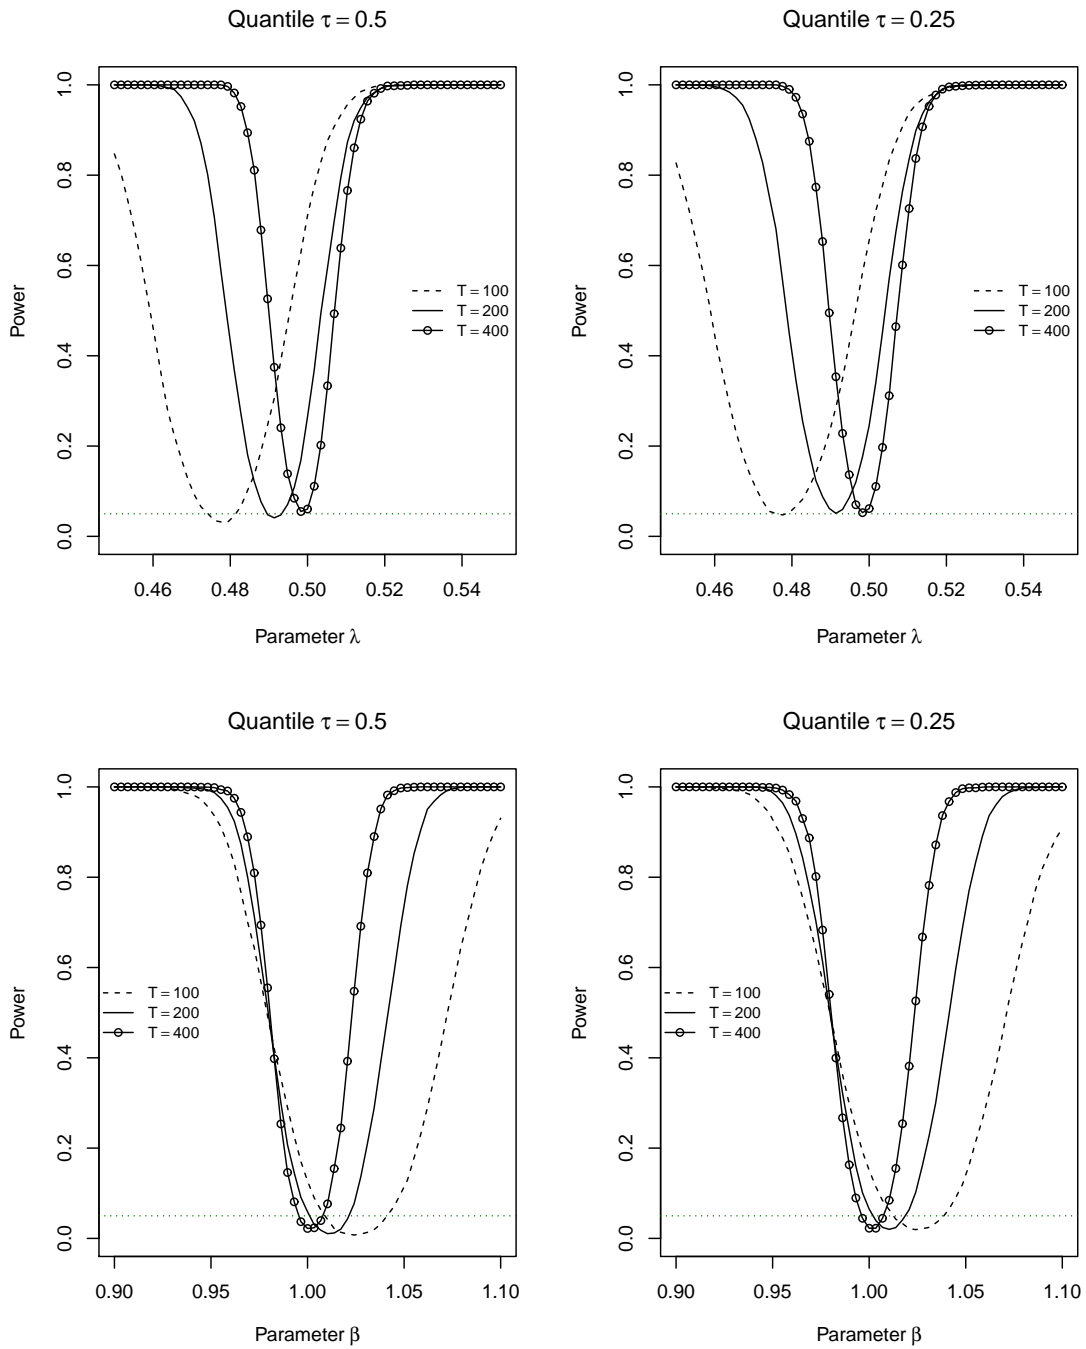 Quantile τ = 0.5
Power
1.0
0.8
0.6
0.4
0.2
0.0
T = 100
T = 200
T = 400
0.46 0.48 0.50 0.52 0.54
Parameter λ
Quantile τ = 0.25
Power
1.0
0.8
0.6
0.4
0.2
0.0
T = 100
T = 200
T = 400
0.46 0.48 0.50 0.52 0.54
Parameter λ
Quantile τ = 0.5
Power
1.0
0.8
0.6
0.4
0.2
0.0
T = 100
T = 200
T = 400
0.90 0.95 1.00 1.05 1.10
Parameter β
Quantile τ = 0.25
Power
1.0
0.8
0.6
0.4
0.2
0.0
T = 100
T = 200
T = 400
0.90 0.95 1.00 1.05 1.10
Parameter β